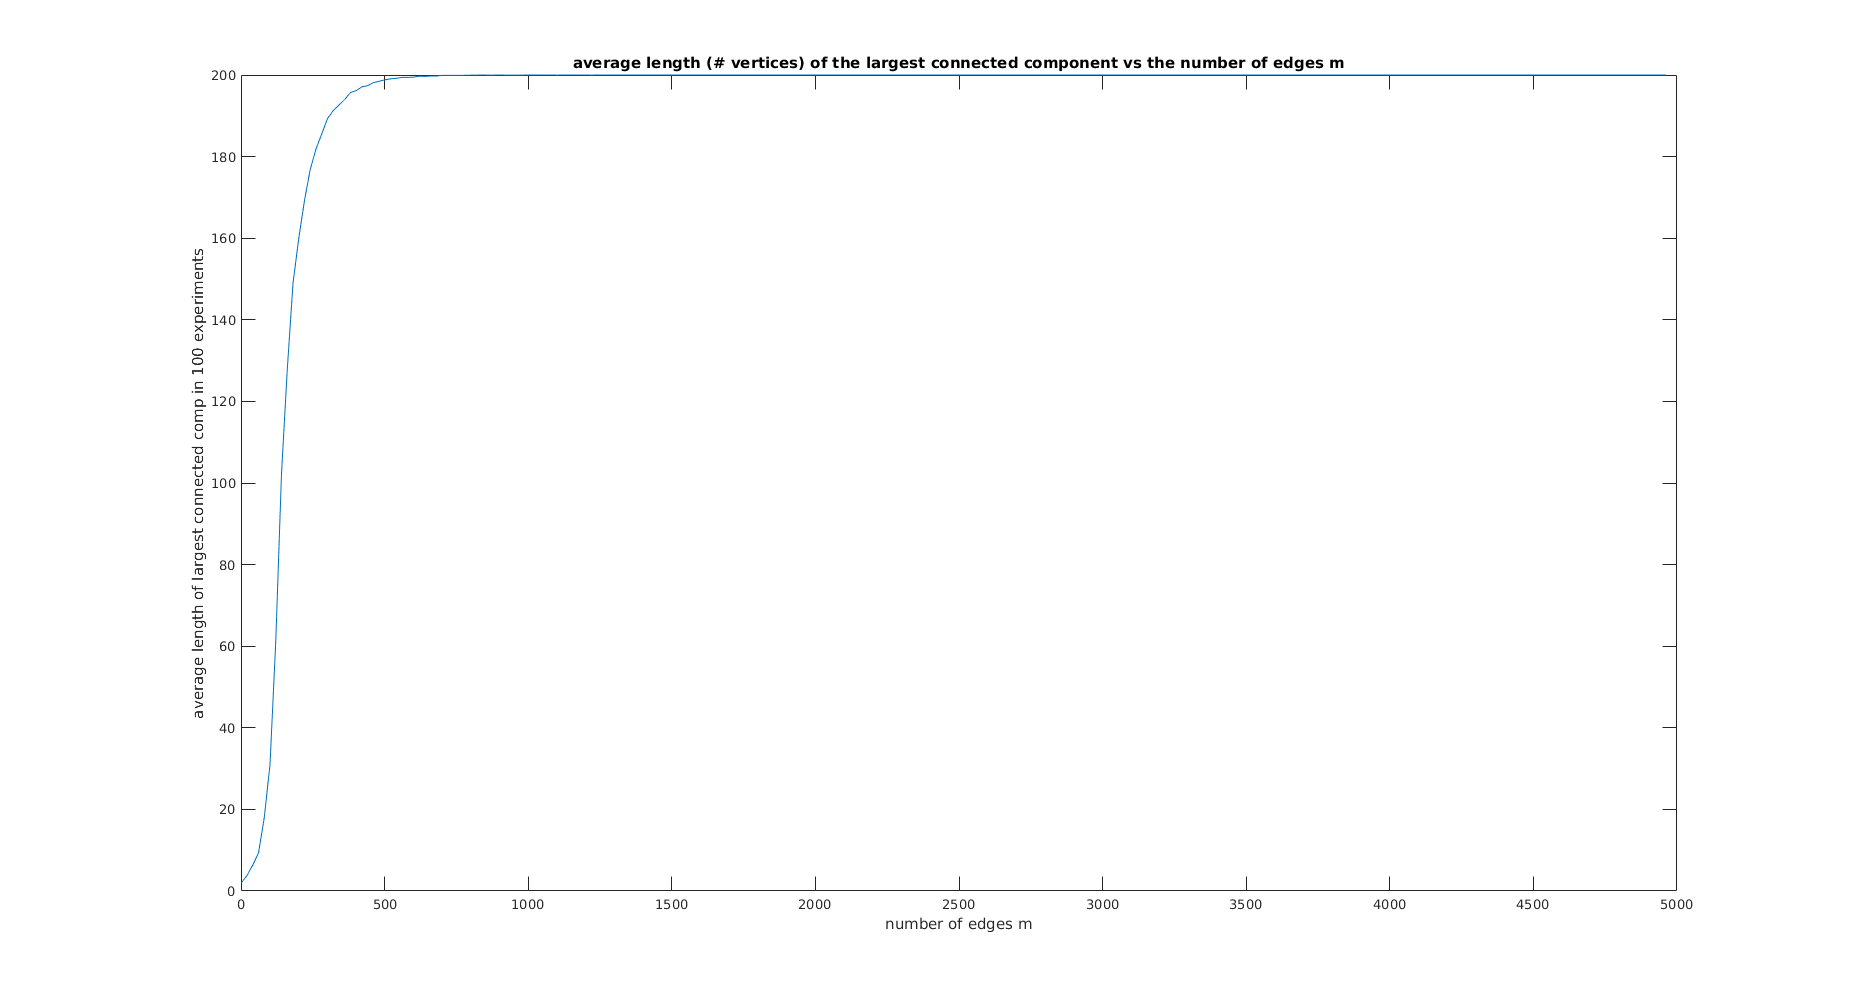 average length (# vertices) of the largest connected component vs the number of edges m
200
180
160
140
120
100
80
60
40
20
0
average length of largest connected comp in 100 experiments
0 500 1000 1500 2000 2500 3000 3500 4000 4500 5000
number of edges m